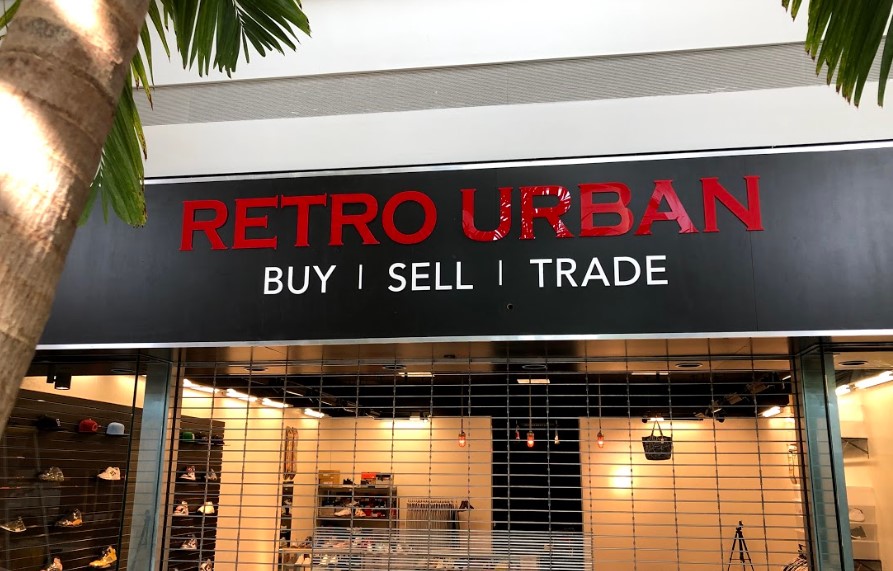 RETRO URBAN
BUY | SELL | TRADE